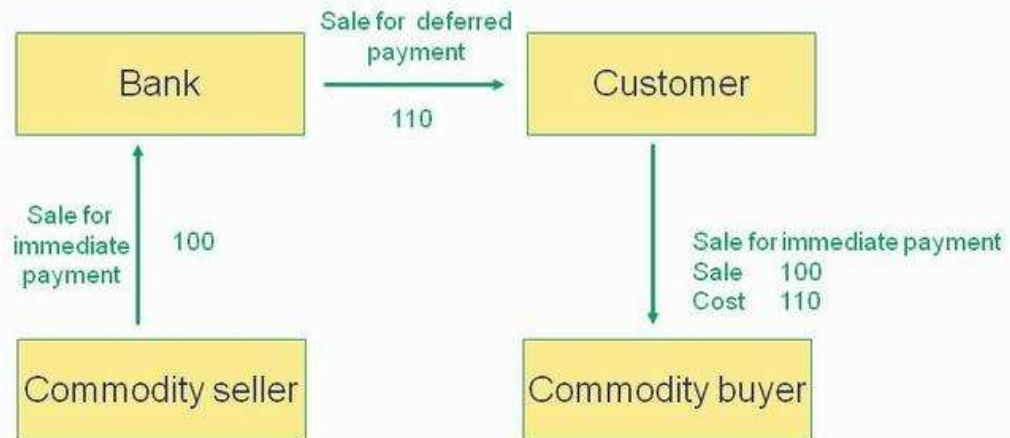 Sale for deferred
payment
Bank
Customer
110
Sale for
immediate
payment
100
Sale for immediate payment
Sale 100
Cost 110
Commodity seller
Commodity buyer